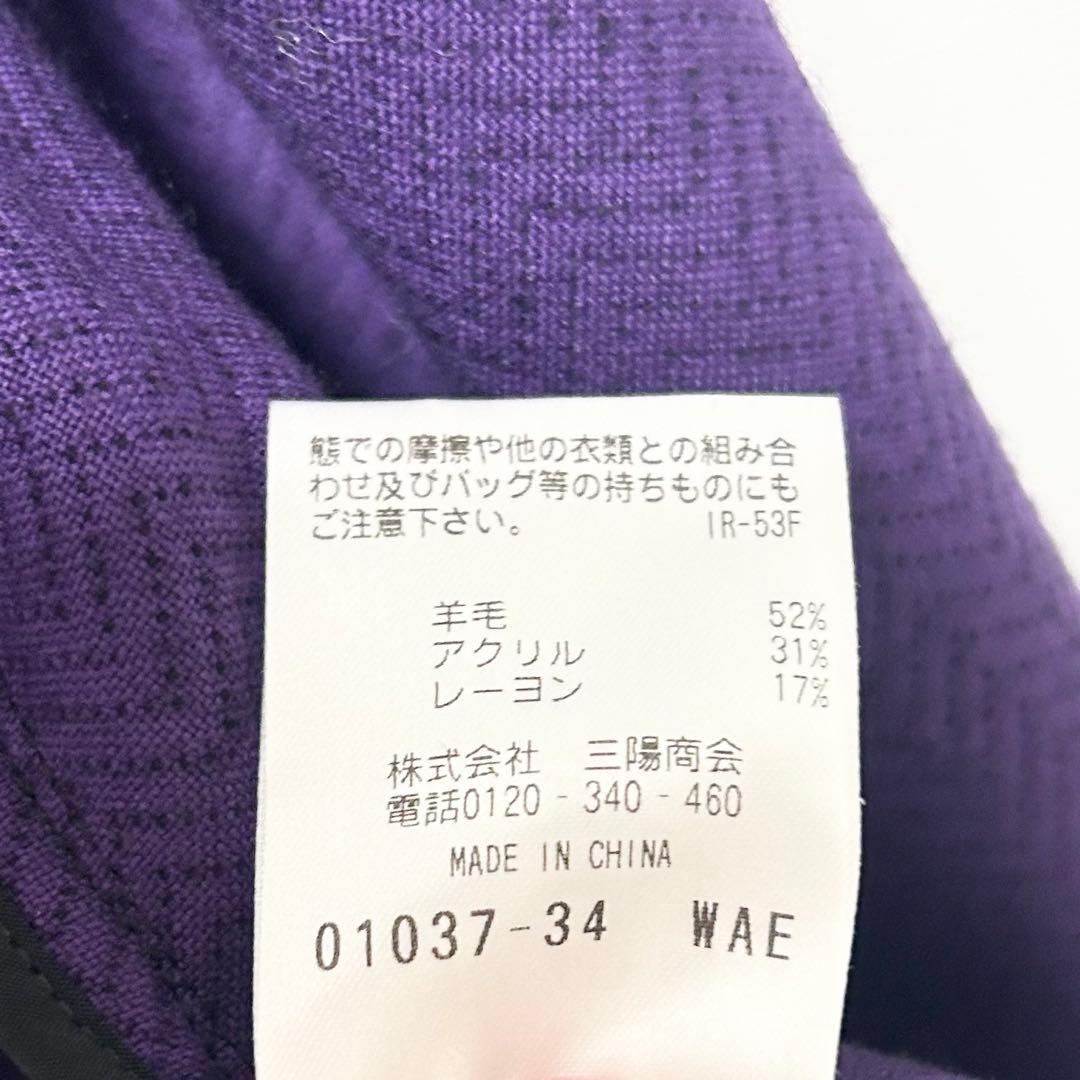 態での摩擦や他の衣類との組み合
わせ及びバッグ等の持ちものにも
ご注意下さい。 IR-53F
羊毛 52%
アクリル 31%
レーヨン 17%
株式会社 三陽商会
電話0120-340-460
MADE IN CHINA
01037-34 WAE